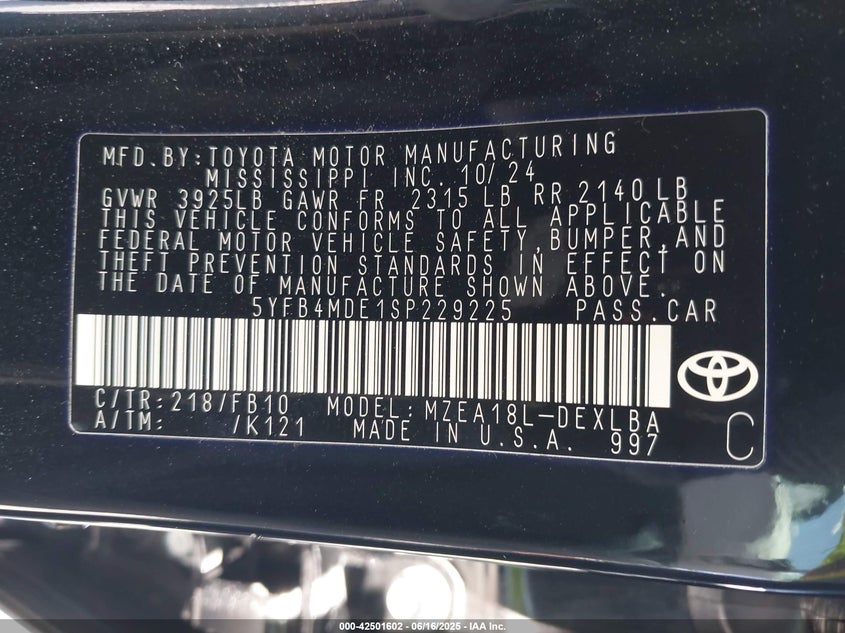 MFD.BY:TOYOTA MOTOR MANUFACTURING
MISSISSIPPI INC. 10/24
GVWR 3925LB GAWR FR 2315LB RR 2140LB
THIS VEHICLE CONFORMS TO ALL APPLICABLE
FEDERAL MOTOR VEHICLE SAFETY,BUMPER,AND
THEFT PREVENTION STANDARDS IN EFFECT ON
THE DATE OF MANUFACTURE SHOWN ABOVE.
5YFB4MDE1SP229225 PASS.CAR
C/TR:218/FB10 MODEL:MZEA18L-DEXLBA
A/TM: /K121 MADE IN U.S.A. 997
C
000-42501602 - 06/16/2025 - IAA Inc.